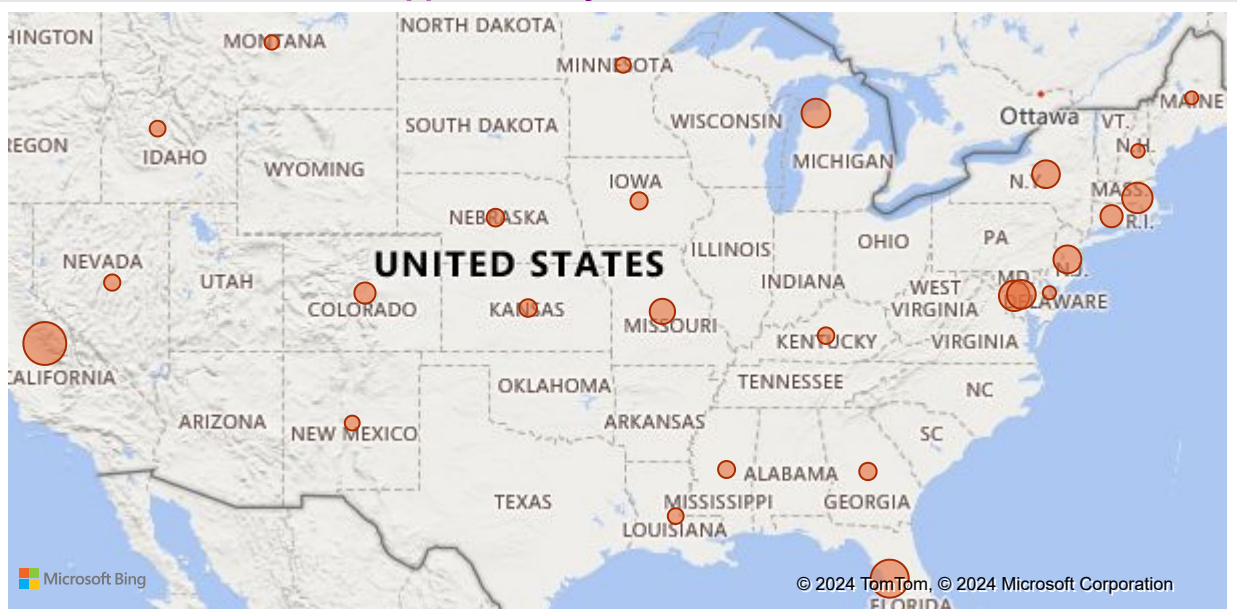 HINGTON
MONTANA
NORTH DAKOTA
MINNESOTA
MAINE
Ottawa
VT.
SOUTH DAKOTA
WISCONSIN
N.H.
REGON
IDAHO
WYOMING
MICHIGAN
IOWA
N.Y.
MASS.
NEBRASKA
R.I.
NEVADA
UTAH
UNITED STATES
ILLINOIS
OHIO
PA
INDIANA
MD.
N.J.
WEST
VIRGINIA
DELAWARE
COLORADO
KANSAS
MISSOURI
KENTUCKY
VIRGINIA
CALIFORNIA
OKLAHOMA
TENNESSEE
NC
ARIZONA
NEW MEXICO
ARKANSAS
SC
ALABAMA
TEXAS
MISSISSIPPI
GEORGIA
LOUISIANA
Microsoft Bing
© 2024 TomTom, © 2024 Microsoft Corporation
FLORIDA